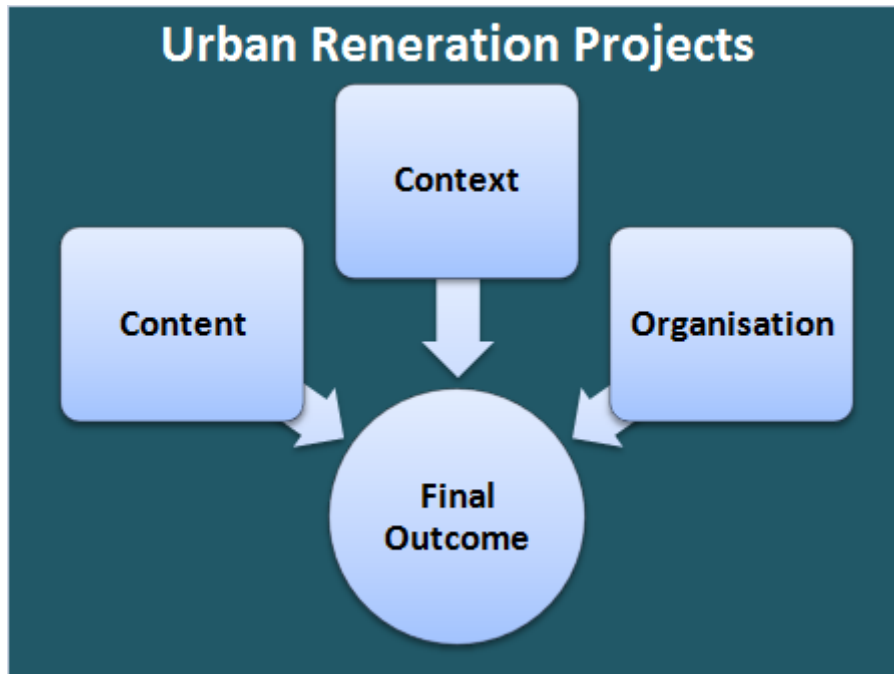 Urban Reneration Projects
Context
Content
Organisation
Final
Outcome